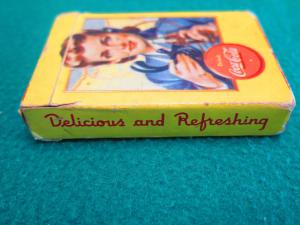 Drink
Coca-Cola
Delicious and Refreshing